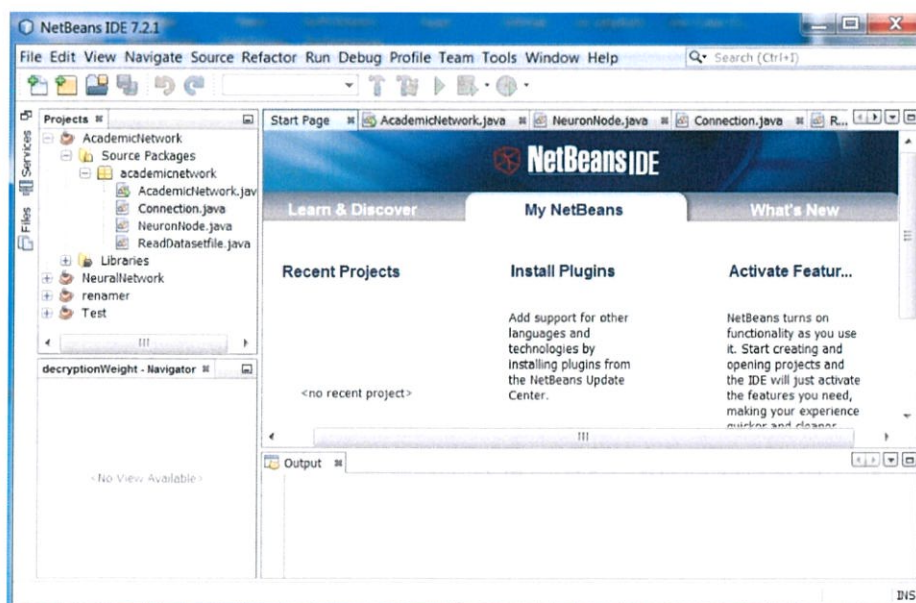 NetBeans IDE 7.2.1
File Edit View Navigate Source Refactor Run Debug Profile Team Tools Window Help
Search (Ctrl+I)
Services
Files
Projects
AcademicNetwork
Source Packages
academicnetwork
AcademicNetwork.jav
Connection.java
NeuronNode.java
ReadDatasetfile.java
Libraries
NeuralNetwork
renamer
Test
decryptionWeight - Navigator
<No View Available>
Start Page AcademicNetwork.java NeuronNode.java Connection.java R...
NetBeans IDE
Learn & Discover My NetBeans What's New
Recent Projects
<no recent project>
Install Plugins
Add support for other
languages and
technologies by
installing plugins from
the NetBeans Update
Center.
Activate Featur...
NetBeans turns on
functionality as you use
it. Start creating and
opening projects and
the IDE will just activate
the features you need,
making your experience
quicker and cleaner
Output
INS